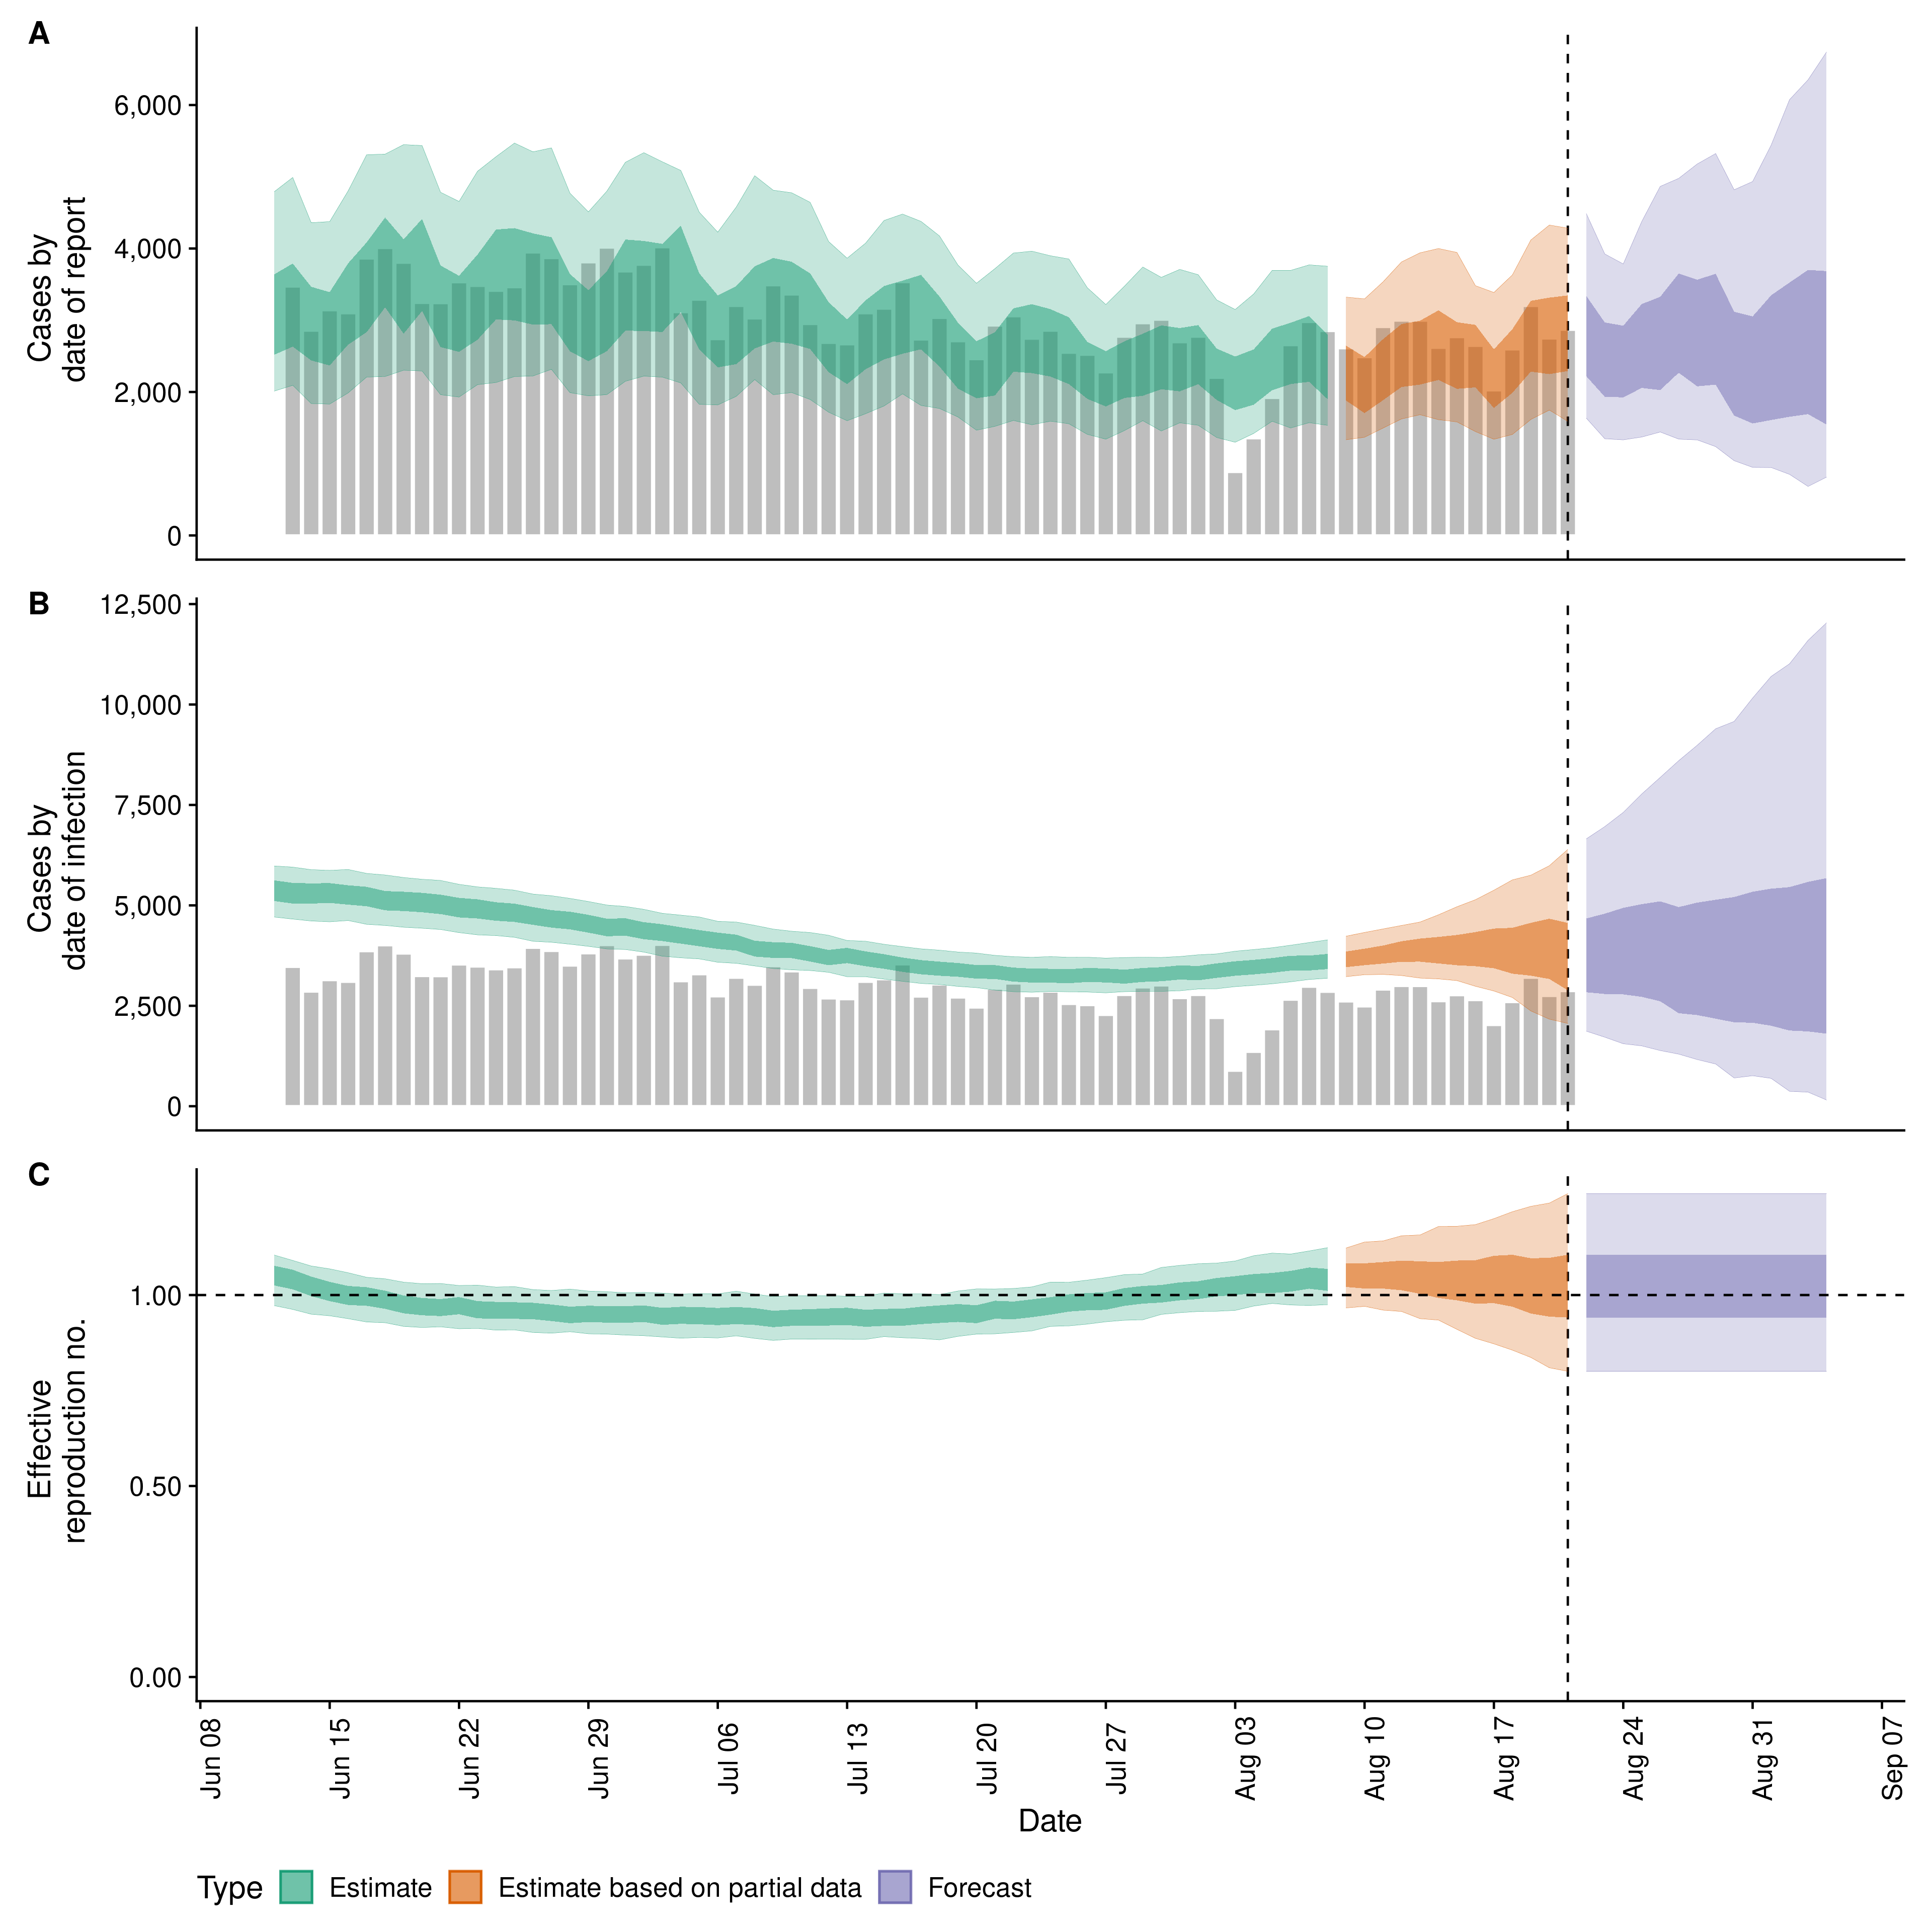 A
Cases by
date of report
6,000
4,000
2,000
0
B
Cases by
date of infection
12,500
10,000
7,500
5,000
2,500
0
C
Effective
reproduction no.
1.00
0.50
0.00
Jun 08
Jun 15
Jun 22
Jun 29
Jul 06
Jul 13
Jul 20
Jul 27
Aug 03
Aug 10
Aug 17
Aug 24
Aug 31
Sep 07
Date
Type
Estimate
Estimate based on partial data
Forecast